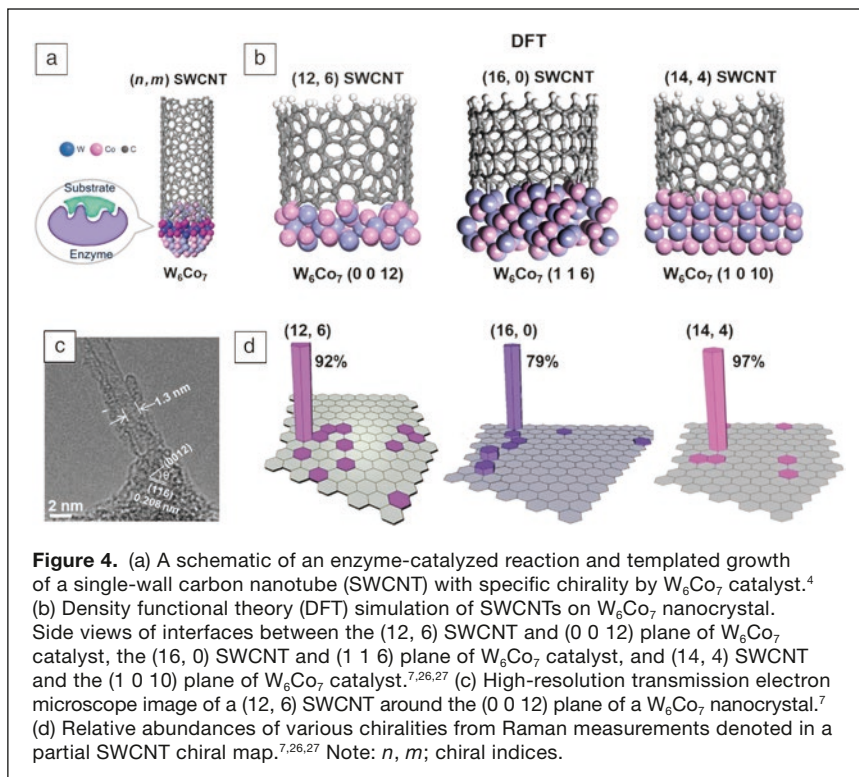 a
(n, m) SWCNT
W Co C
Substrate
Enzyme
W₆Co₇
b
DFT
(12, 6) SWCNT
(16, 0) SWCNT
(14, 4) SWCNT
W₆Co₇ (0 0 12)
W₆Co₇ (1 1 6)
W₆Co₇ (1 0 10)
c
1.3 nm
(0012)
(116)
0.208 nm
2 nm
d
(12, 6)
92%
(16, 0)
79%
(14, 4)
97%
Figure 4. (a) A schematic of an enzyme-catalyzed reaction and templated growth
of a single-wall carbon nanotube (SWCNT) with specific chirality by W₆Co₇ catalyst.⁴
(b) Density functional theory (DFT) simulation of SWCNTs on W₆Co₇ nanocrystal.
Side views of interfaces between the (12, 6) SWCNT and (0 0 12) plane of W₆Co₇
catalyst, the (16, 0) SWCNT and (1 1 6) plane of W₆Co₇ catalyst, and (14, 4) SWCNT
and the (1 0 10) plane of W₆Co₇ catalyst.⁷,²⁶,²⁷ (c) High-resolution transmission electron
microscope image of a (12, 6) SWCNT around the (0 0 12) plane of a W₆Co₇ nanocrystal.⁷
(d) Relative abundances of various chiralities from Raman measurements denoted in a
partial SWCNT chiral map.⁷,²⁶,²⁷ Note: n, m; chiral indices.